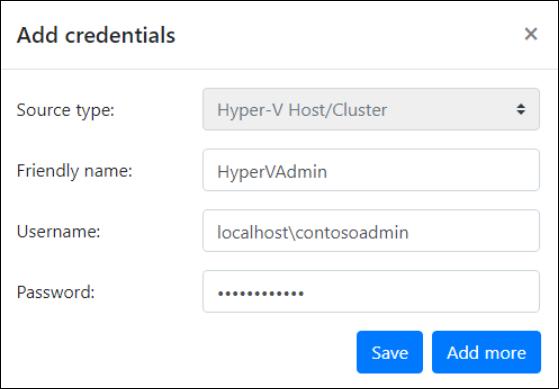 Add credentials ×
Source type: Hyper-V Host/Cluster
Friendly name: HyperVAdmin
Username: localhost\contosoadmin
Password: ••••••••••••
Save Add more